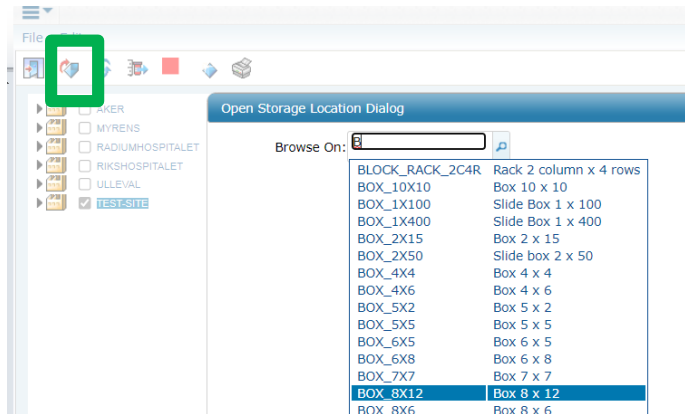 File Edit
AKER
MYRENS
RADIUMHOSPITALET
RIKSHOSPITALET
ULLEVAL
TEST-SITE
Open Storage Location Dialog
Browse On: B
BLOCK_RACK_2C4R Rack 2 column x 4 rows
BOX_10X10 Box 10 x 10
BOX_1X100 Slide Box 1 x 100
BOX_1X400 Slide Box 1 x 400
BOX_2X15 Box 2 x 15
BOX_2X50 Slide box 2 x 50
BOX_4X4 Box 4 x 4
BOX_4X6 Box 4 x 6
BOX_5X2 Box 5 x 2
BOX_5X5 Box 5 x 5
BOX_6X5 Box 6 x 5
BOX_6X8 Box 6 x 8
BOX_7X7 Box 7 x 7
BOX_8X12 Box 8 x 12
BOX_8X6 Box 8 x 6